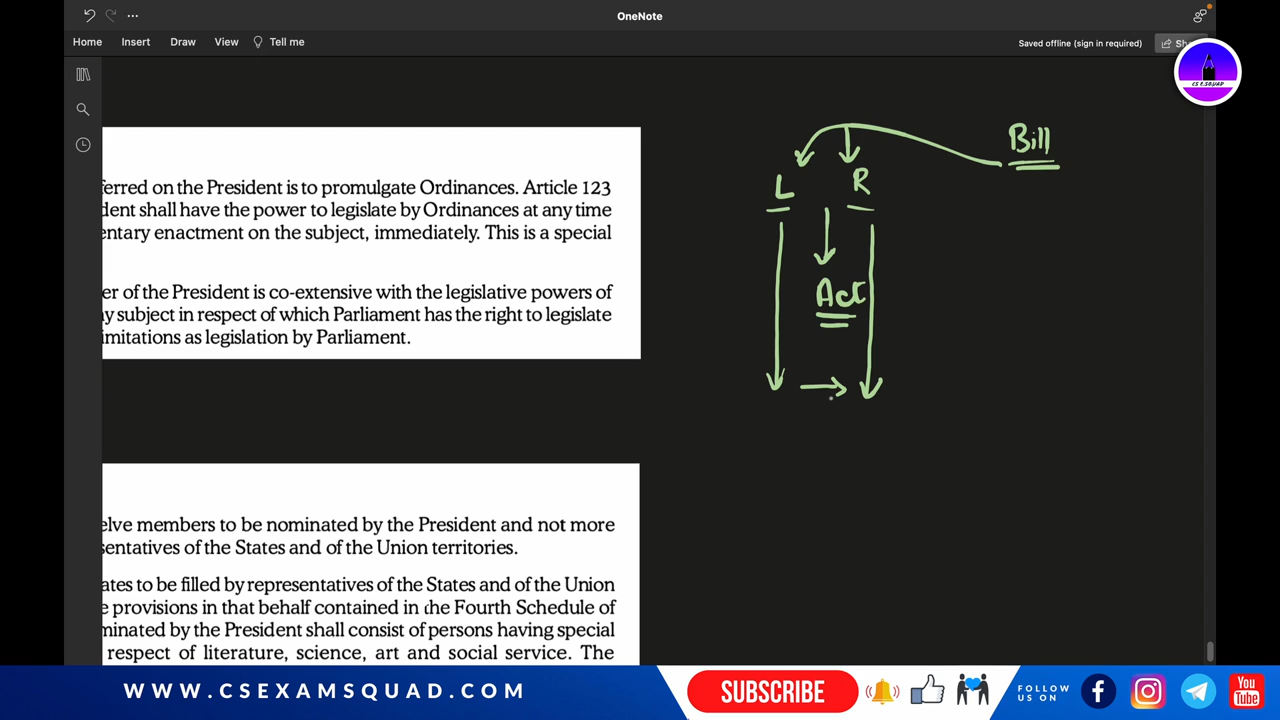 OneNote
Home Insert Draw View Tell me
Saved offline (sign in required)
CS E.SQUAD
ferred on the President is to promulgate Ordinances. Article 123
dent shall have the power to legislate by Ordinances at any time
entary enactment on the subject, immediately. This is a special
er of the President is co-extensive with the legislative powers of
y subject in respect of which Parliament has the right to legislate
imitations as legislation by Parliament.
Bill
L R
Act
elve members to be nominated by the President and not more
sentatives of the States and of the Union territories.
ates to be filled by representatives of the States and of the Union
e provisions in that behalf contained in the Fourth Schedule of
minated by the President shall consist of persons having special
respect of literature, science, art and social service. The
WWW.CSEXAMSQUAD.COM
SUBSCRIBE
FOLLOW
US ON
You
Tube